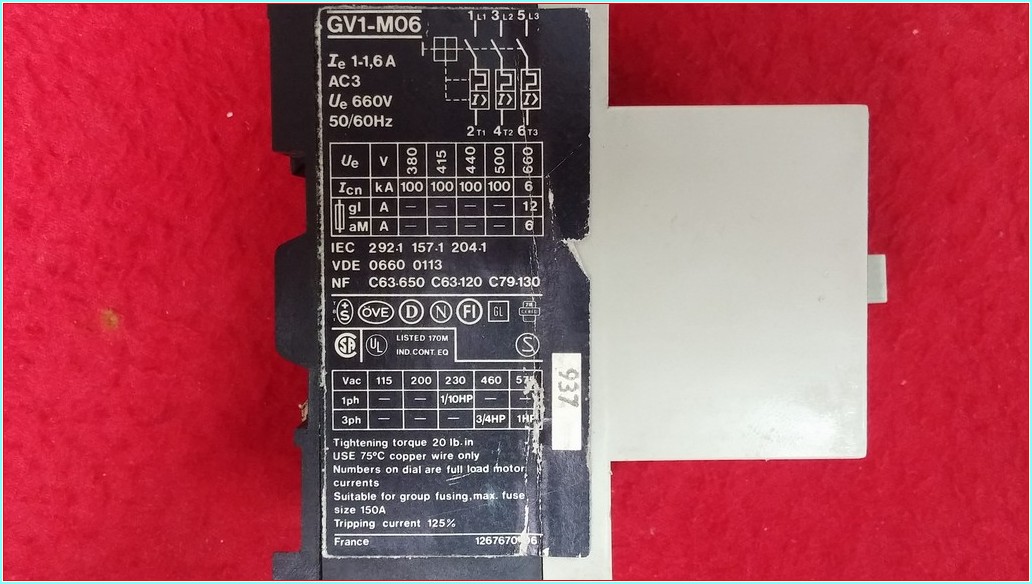 GV1-M06
1 L1 3 L2 5 L3
Ie 1-1,6A
AC3
Ue 660V
50/60Hz
I> I> I>
2 T1 4 T2 6 T3
Ue V 380 415 440 500 660
Icn kA 100 100 100 100 6
gI A — — — — 12
aM A — — — — 6
IEC 292.1 157.1 204.1
VDE 0660 0113
NF C63-650 C63-120 C79-130
+S ÖVE D N FI GL
SA UL LISTED 170M
IND. CONT. EQ S
937
Vac 115 200 230 460 575
1ph — — 1/10HP — —
3ph — — — 3/4HP 1HP
Tightening torque 20 lb.in
USE 75°C copper wire only
Numbers on dial are full load motor
currents
Suitable for group fusing, max. fuse
size 150A
Tripping current 125%
France